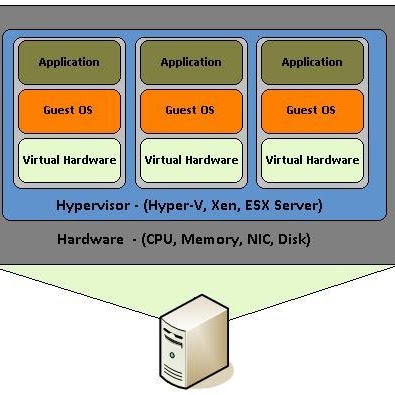 Application Application Application
Guest OS Guest OS Guest OS
Virtual Hardware Virtual Hardware Virtual Hardware
Hypervisor - (Hyper-V, Xen, ESX Server)
Hardware - (CPU, Memory, NIC, Disk)